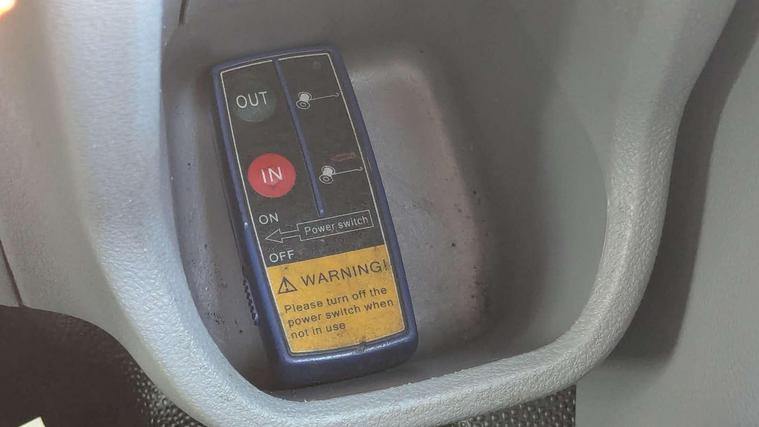 OUT
IN
ON
Power switch
OFF
WARNING!
Please turn off the
power switch when
not in use